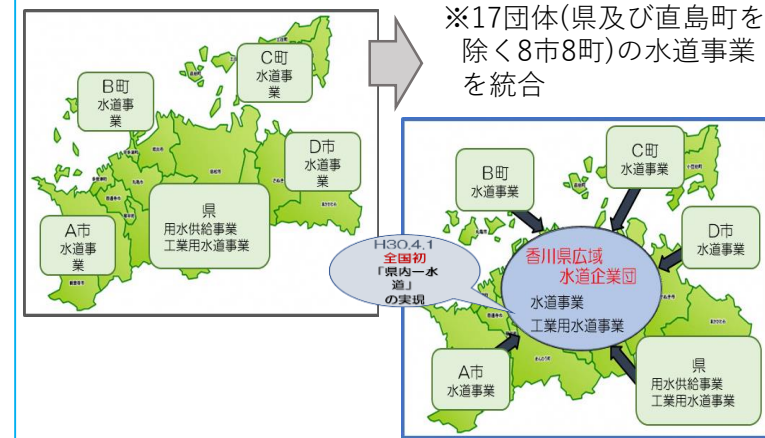 ※17団体(県及び直島町を
除く8市8町)の水道事業
を統合
C町
水道事
業
B町
水道事
業
D市
水道事
業
県
用水供給事業
工業用水道事業
A市
水道事
業
C町
水道事業
B町
水道事業
D市
水道事業
H30.4.1
全国初
「県内一水
道」
の実現
香川県広域
水道企業団
水道事業
工業用水道事業
A市
水道事業
県
用水供給事業
工業用水道事業